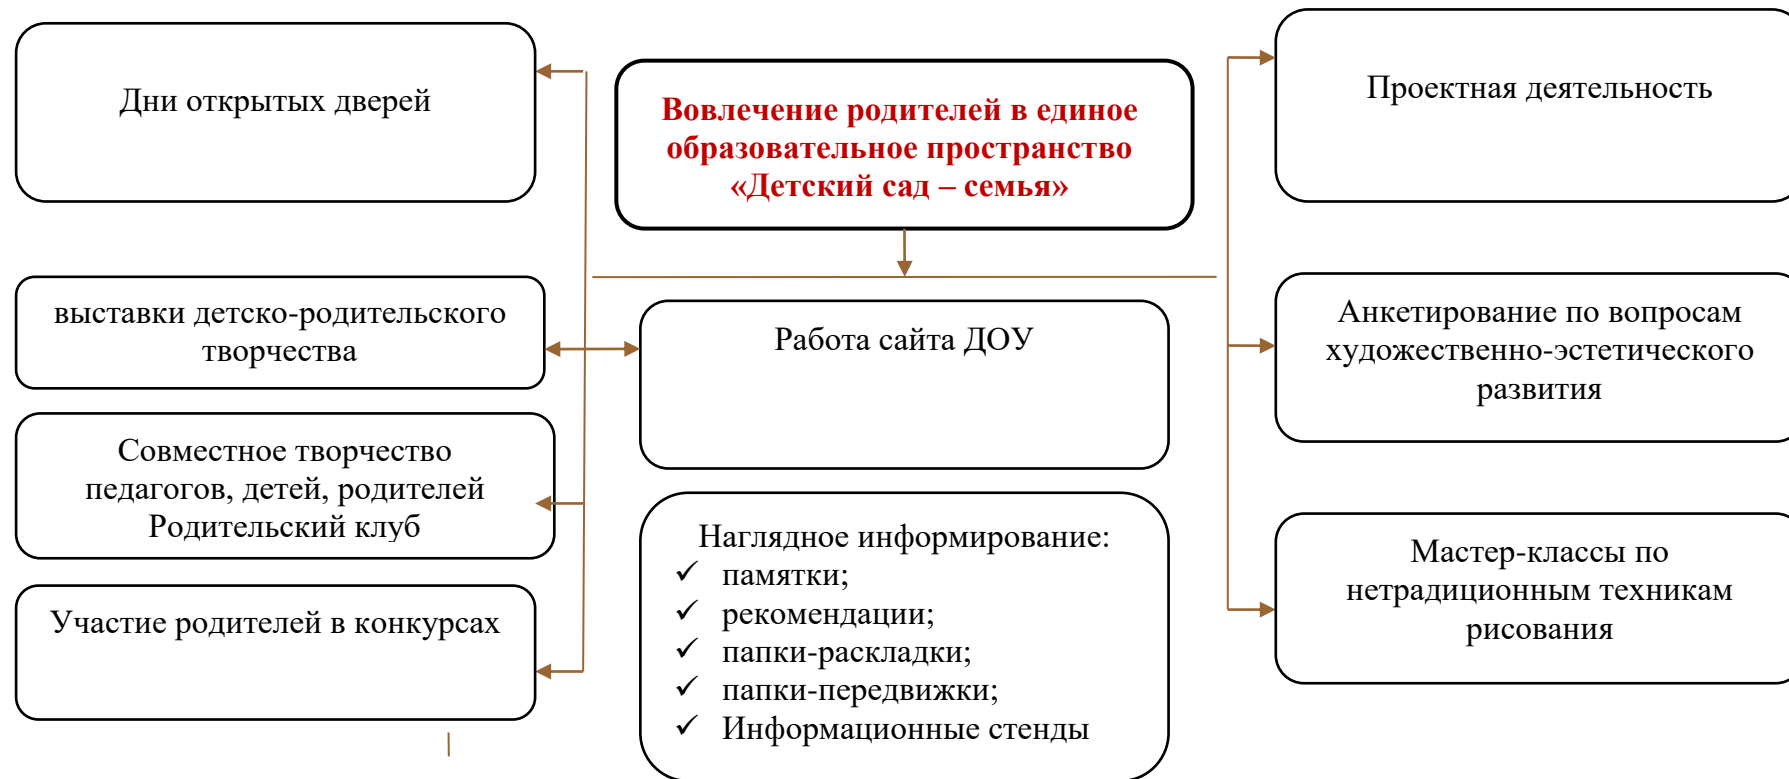 Дни открытых дверей
Вовлечение родителей в единое
образовательное пространство
«Детский сад – семья»
Проектная деятельность
выставки детско-родительского
творчества
Работа сайта ДОУ
Анкетирование по вопросам
художественно-эстетического
развития
Совместное творчество
педагогов, детей, родителей
Родительский клуб
Наглядное информирование:
✓ памятки;
✓ рекомендации;
✓ папки-раскладки;
✓ папки-передвижки;
✓ Информационные стенды
Мастер-классы по
нетрадиционным техникам
рисования
Участие родителей в конкурсах